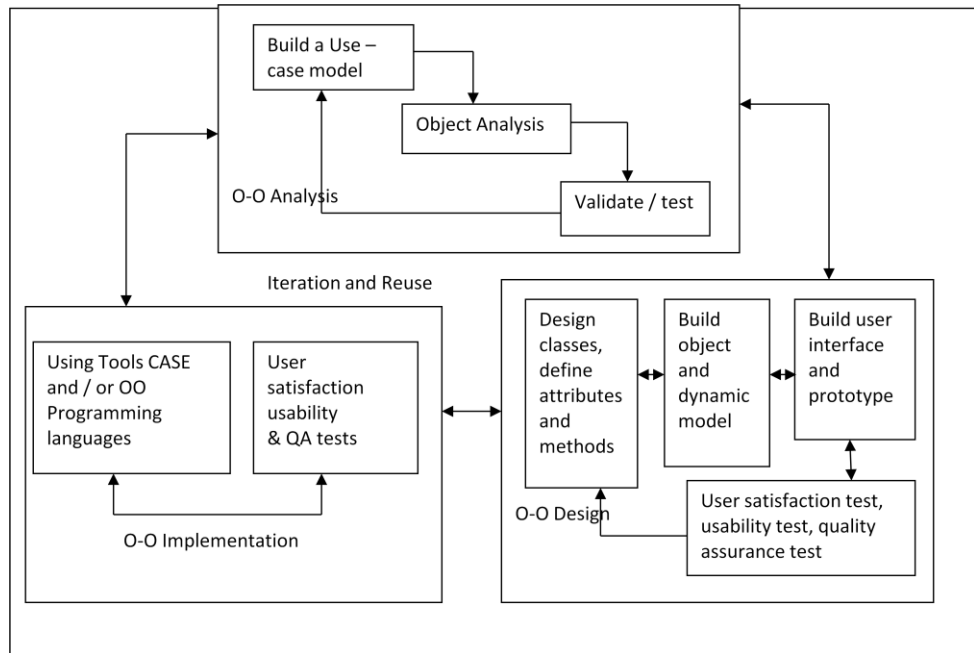 Build a Use –
case model
Object Analysis
Validate / test
O-O Analysis
Iteration and Reuse
Using Tools CASE
and / or OO
Programming
languages
User
satisfaction
usability
& QA tests
O-O Implementation
Design
classes,
define
attributes
and
methods
Build
object
and
dynamic
model
Build user
interface
and
prototype
User satisfaction test,
usability test, quality
assurance test
O-O Design